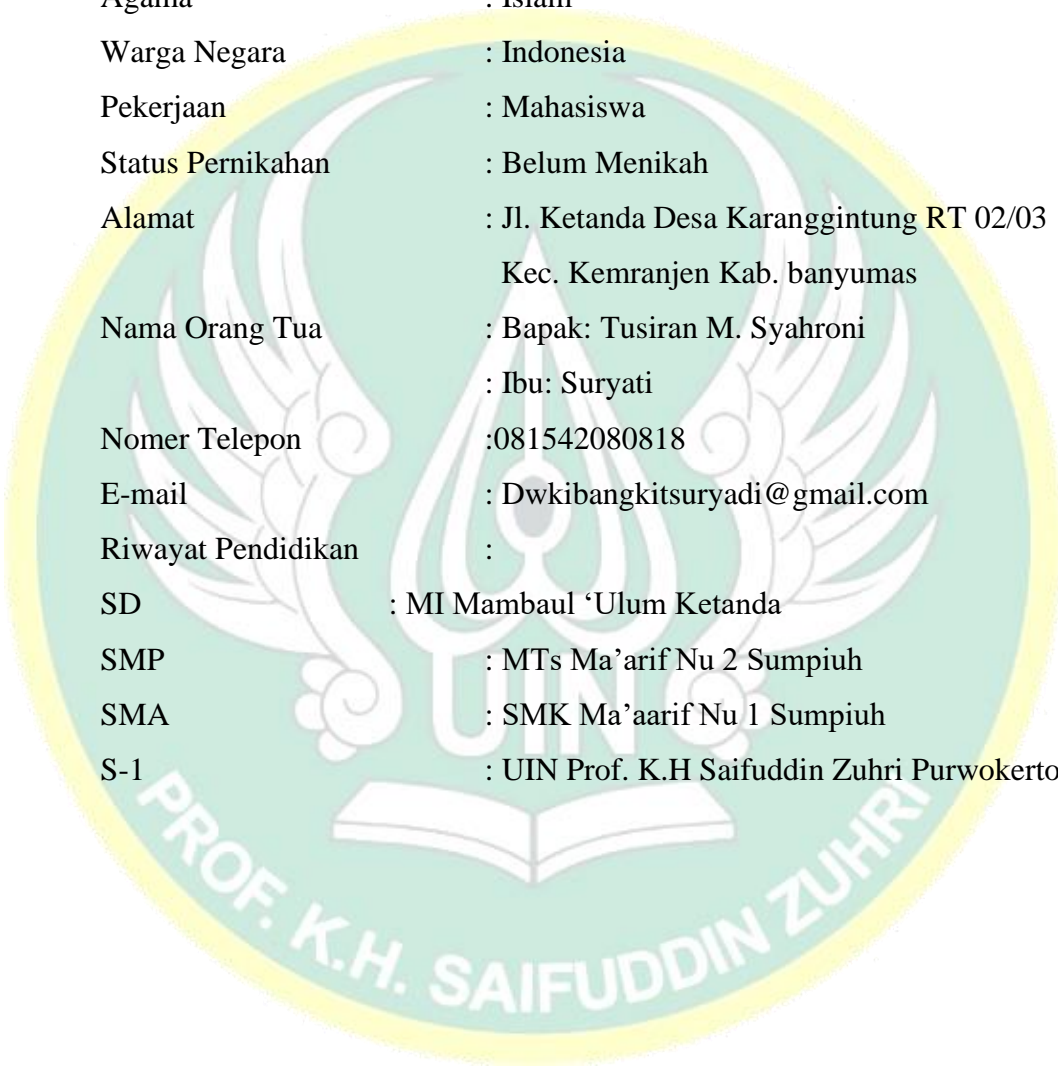 Agama : Islam
Warga Negara : Indonesia
Pekerjaan : Mahasiswa
Status Pernikahan : Belum Menikah
Alamat : Jl. Ketanda Desa Karanggintung RT 02/03
Kec. Kemranjen Kab. banyumas
Nama Orang Tua : Bapak: Tusiran M. Syahroni
: Ibu: Suryati
Nomer Telepon :081542080818
E-mail : Dwkibangkitsuryadi@gmail.com
Riwayat Pendidikan :
SD : MI Mambaul ‘Ulum Ketanda
SMP : MTs Ma’arif Nu 2 Sumpiuh
SMA : SMK Ma’aarif Nu 1 Sumpiuh
S-1 : UIN Prof. K.H Saifuddin Zuhri Purwokerto
UIN
PROF. K.H. SAIFUDDIN ZUHRI